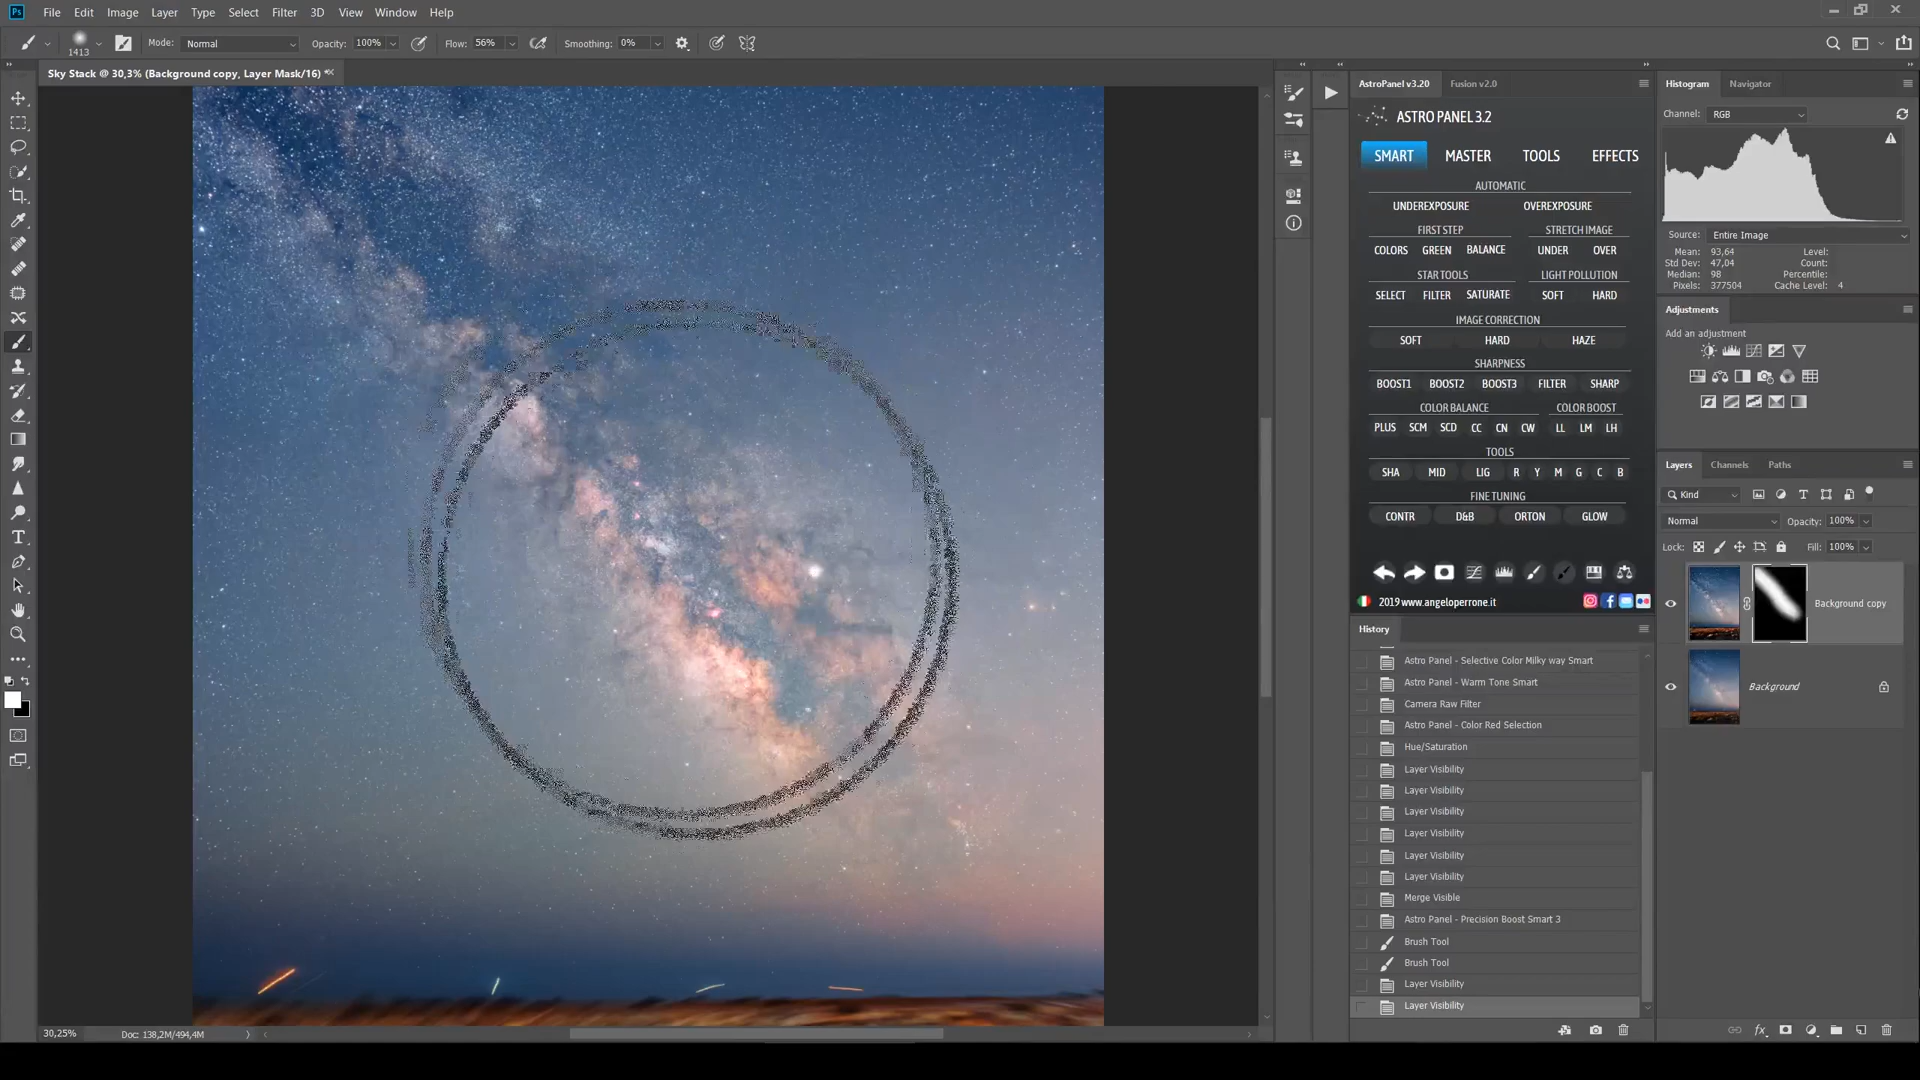 Ps File Edit Image Layer Type Select Filter 3D View Window Help
1413 Mode: Normal Opacity: 100% Flow: 56% Smoothing: 0%
Sky Stack @ 30,3% (Background copy, Layer Mask/16) *
AstroPanel v3.20 Fusion v2.0
ASTRO PANEL 3.2
SMART MASTER TOOLS EFFECTS
AUTOMATIC
UNDEREXPOSURE OVEREXPOSURE
FIRST STEP STRETCH IMAGE
COLORS GREEN BALANCE UNDER OVER
STAR TOOLS LIGHT POLLUTION
SELECT FILTER SATURATE SOFT HARD
IMAGE CORRECTION
SOFT HARD HAZE
SHARPNESS
BOOST1 BOOST2 BOOST3 FILTER SHARP
COLOR BALANCE COLOR BOOST
PLUS SCM SCD CC CN CW LL LM LH
TOOLS
SHA MID LIG R Y M G C B
FINE TUNING
CONTR D&B ORTON GLOW
2019 www.angeloperrone.it
History
Astro Panel - Selective Color Milky way Smart
Astro Panel - Warm Tone Smart
Camera Raw Filter
Astro Panel - Color Red Selection
Hue/Saturation
Layer Visibility
Layer Visibility
Layer Visibility
Layer Visibility
Layer Visibility
Layer Visibility
Merge Visible
Astro Panel - Precision Boost Smart 3
Brush Tool
Brush Tool
Layer Visibility
Layer Visibility
Histogram Navigator
Channel: RGB
Source: Entire Image
Mean: 93,64 Level:
Std Dev: 47,04 Count:
Median: 98 Percentile:
Pixels: 377504 Cache Level: 4
Adjustments
Add an adjustment
Layers Channels Paths
Kind
Normal Opacity: 100%
Lock: Fill: 100%
Background copy
Background
30,25% Doc: 138,2M/494,4M